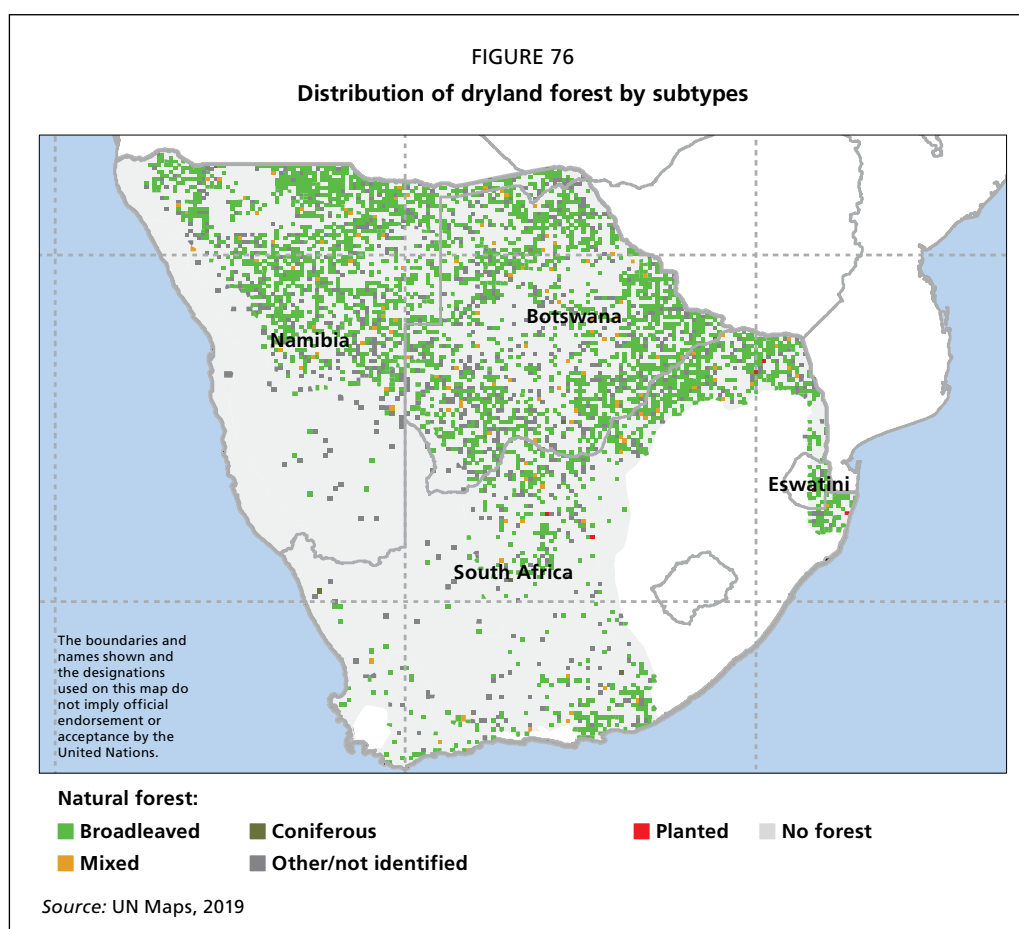 FIGURE 76
Distribution of dryland forest by subtypes
Botswana
Namibia
Eswatini
South Africa
The boundaries and
names shown and
the designations
used on this map do
not imply official
endorsement or
acceptance by the
United Nations.
Natural forest:
Broadleaved
Coniferous
Planted
No forest
Mixed
Other/not identified
Source: UN Maps, 2019